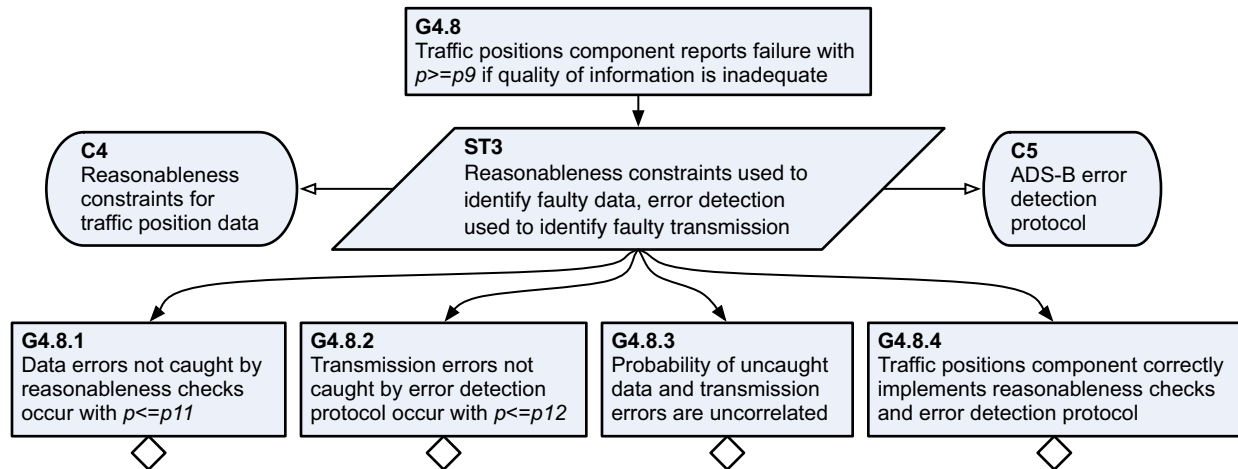 G4.8
Traffic positions component reports failure with
p>=p9 if quality of information is inadequate
C4
Reasonableness
constraints for
traffic position data
ST3
Reasonableness constraints used to
identify faulty data, error detection
used to identify faulty transmission
C5
ADS-B error
detection
protocol
G4.8.1
Data errors not caught by
reasonableness checks
occur with p<=p11
G4.8.2
Transmission errors not
caught by error detection
protocol occur with p<=p12
G4.8.3
Probability of uncaught
data and transmission
errors are uncorrelated
G4.8.4
Traffic positions component correctly
implements reasonableness checks
and error detection protocol